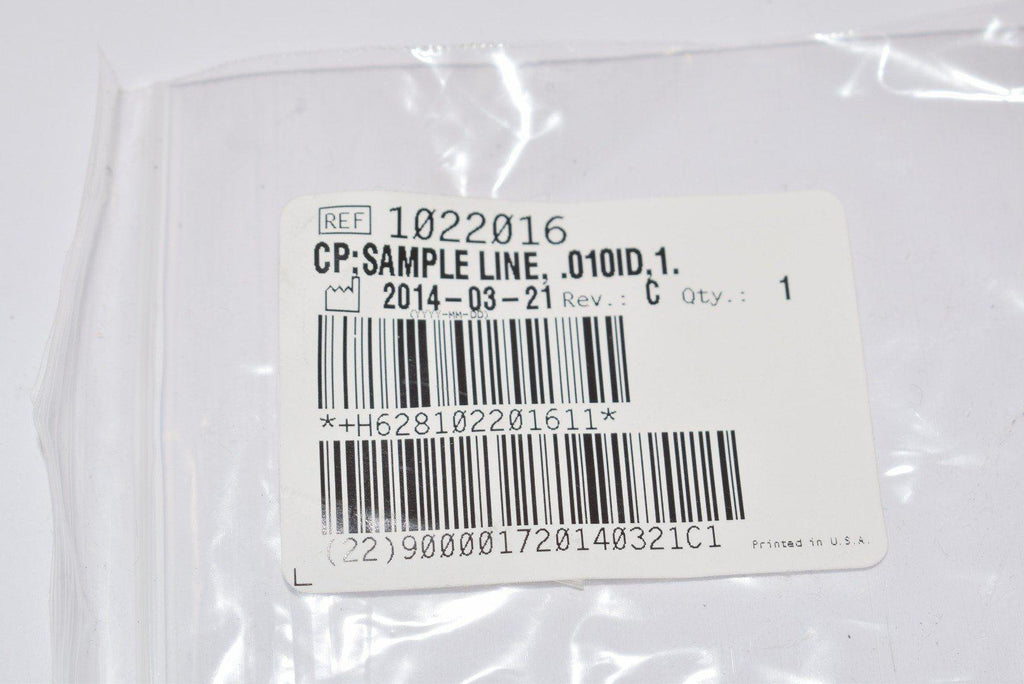 REF 1022016
CP:SAMPLE LINE, .010ID,1.
2014-03-21 Rev.: C Qty.: 1
(YYYY-MM-DD)
*+H628102201611*
(22)900001720140321C1
Printed in U.S.A.